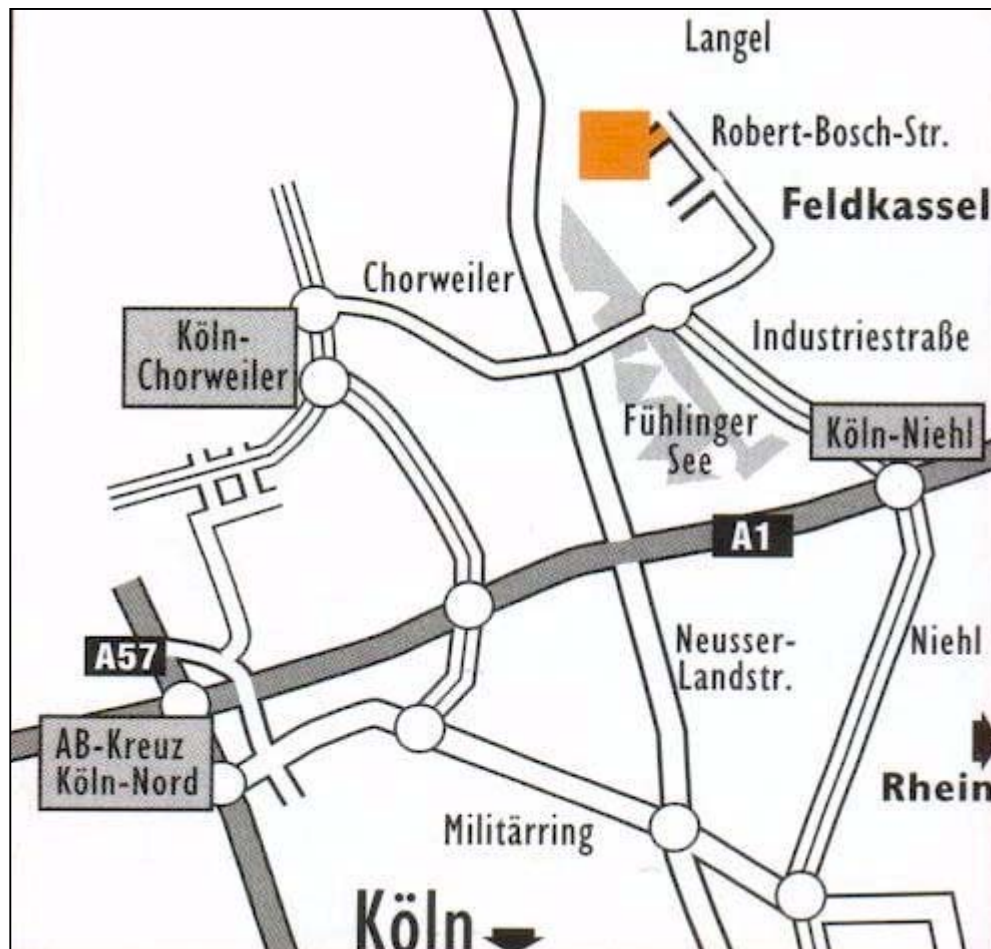 Langel
Robert-Bosch-Str.
Feldkassel
Chorweiler
Köln-
Chorweiler
Industriestraße
Fühlinger
See
Köln-Niehl
A1
A57
Neusser-
Landstr.
Niehl
AB-Kreuz
Köln-Nord
Rhein
Militärring
Köln